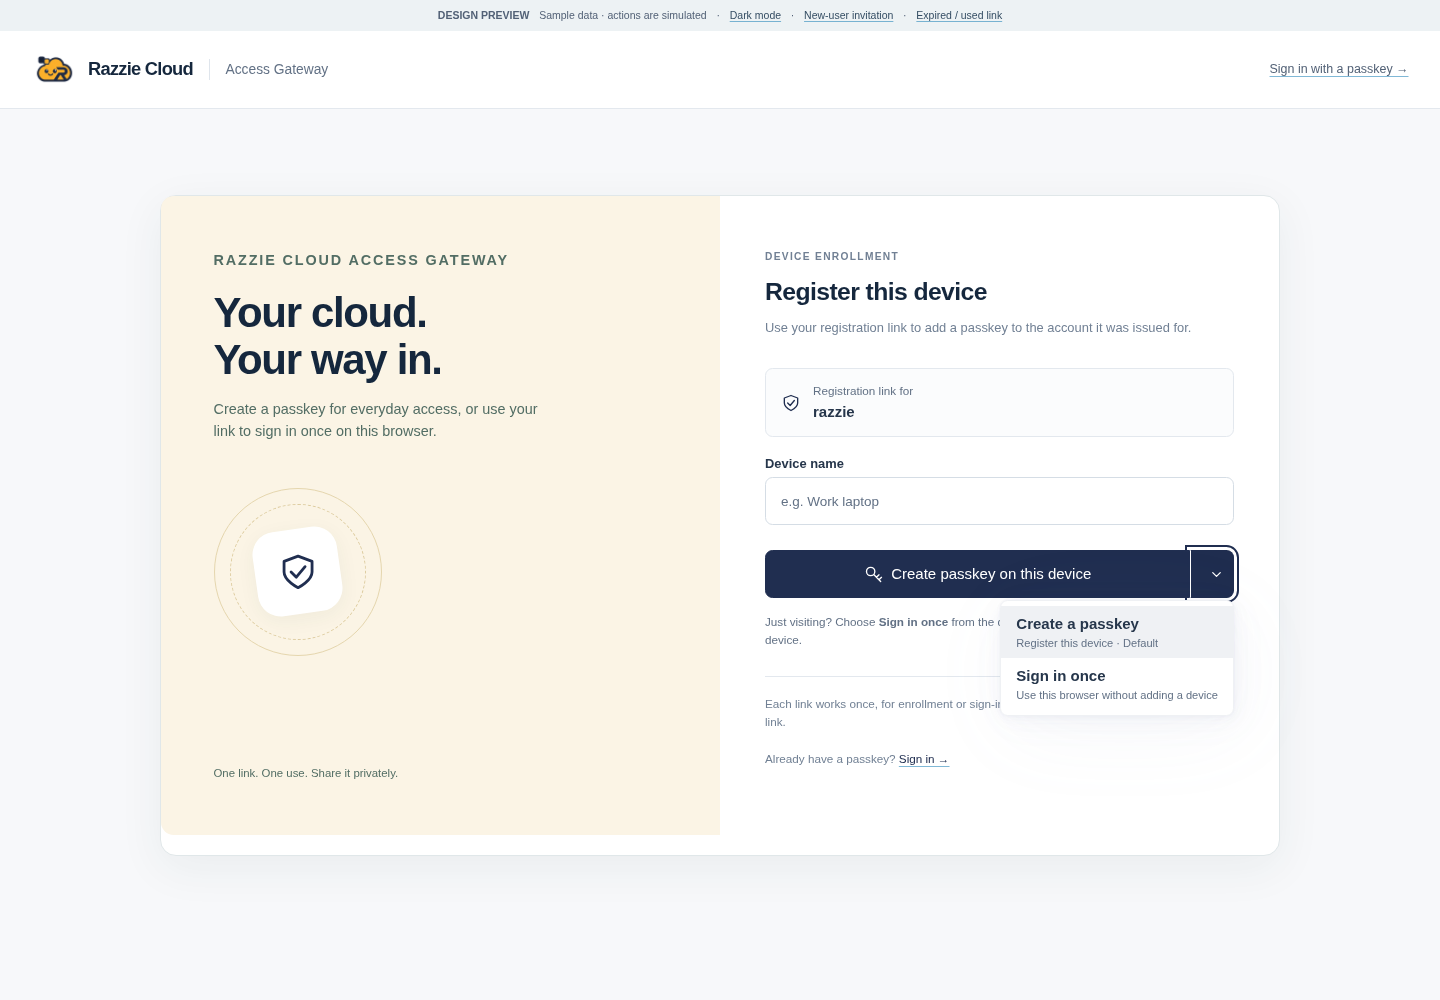 DESIGN PREVIEW Sample data · actions are simulated · Dark mode · New-user invitation · Expired / used link
Razzie Cloud Access Gateway
Sign in with a passkey →
RAZZIE CLOUD ACCESS GATEWAY
Your cloud.
Your way in.
Create a passkey for everyday access, or use your
link to sign in once on this browser.
One link. One use. Share it privately.
DEVICE ENROLLMENT
Register this device
Use your registration link to add a passkey to the account it was issued for.
Registration link for
razzie
Device name
e.g. Work laptop
Create passkey on this device
Just visiting? Choose Sign in once from the
device.
Create a passkey
Register this device · Default
Sign in once
Use this browser without adding a device
Each link works once, for enrollment or
link.
Already have a passkey? Sign in →